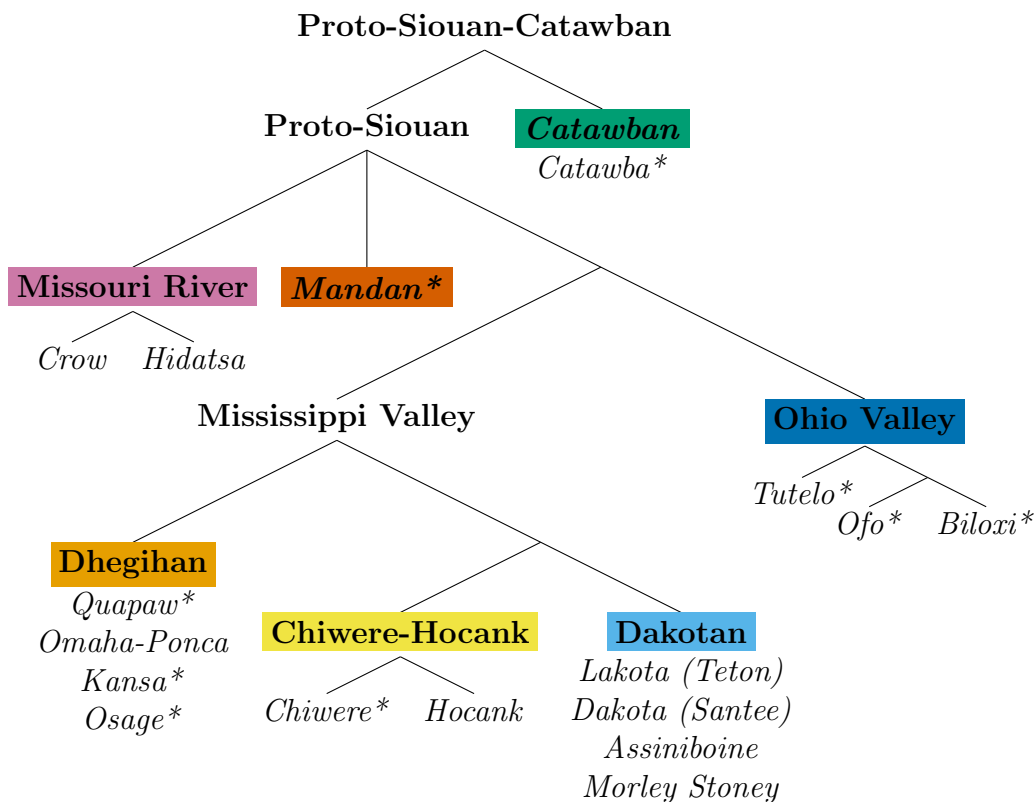 Proto-Siouan-Catawban
Proto-Siouan
Catawban
Catawba*
Missouri River
Mandan*
Crow
Hidatsa
Mississippi Valley
Ohio Valley
Tutelo*
Ofo*
Biloxi*
Dhegihan
Quapaw*
Omaha-Ponca
Kansa*
Osage*
Chiwere-Hocank
Chiwere*
Hocank
Dakotan
Lakota (Teton)
Dakota (Santee)
Assiniboine
Morley Stoney